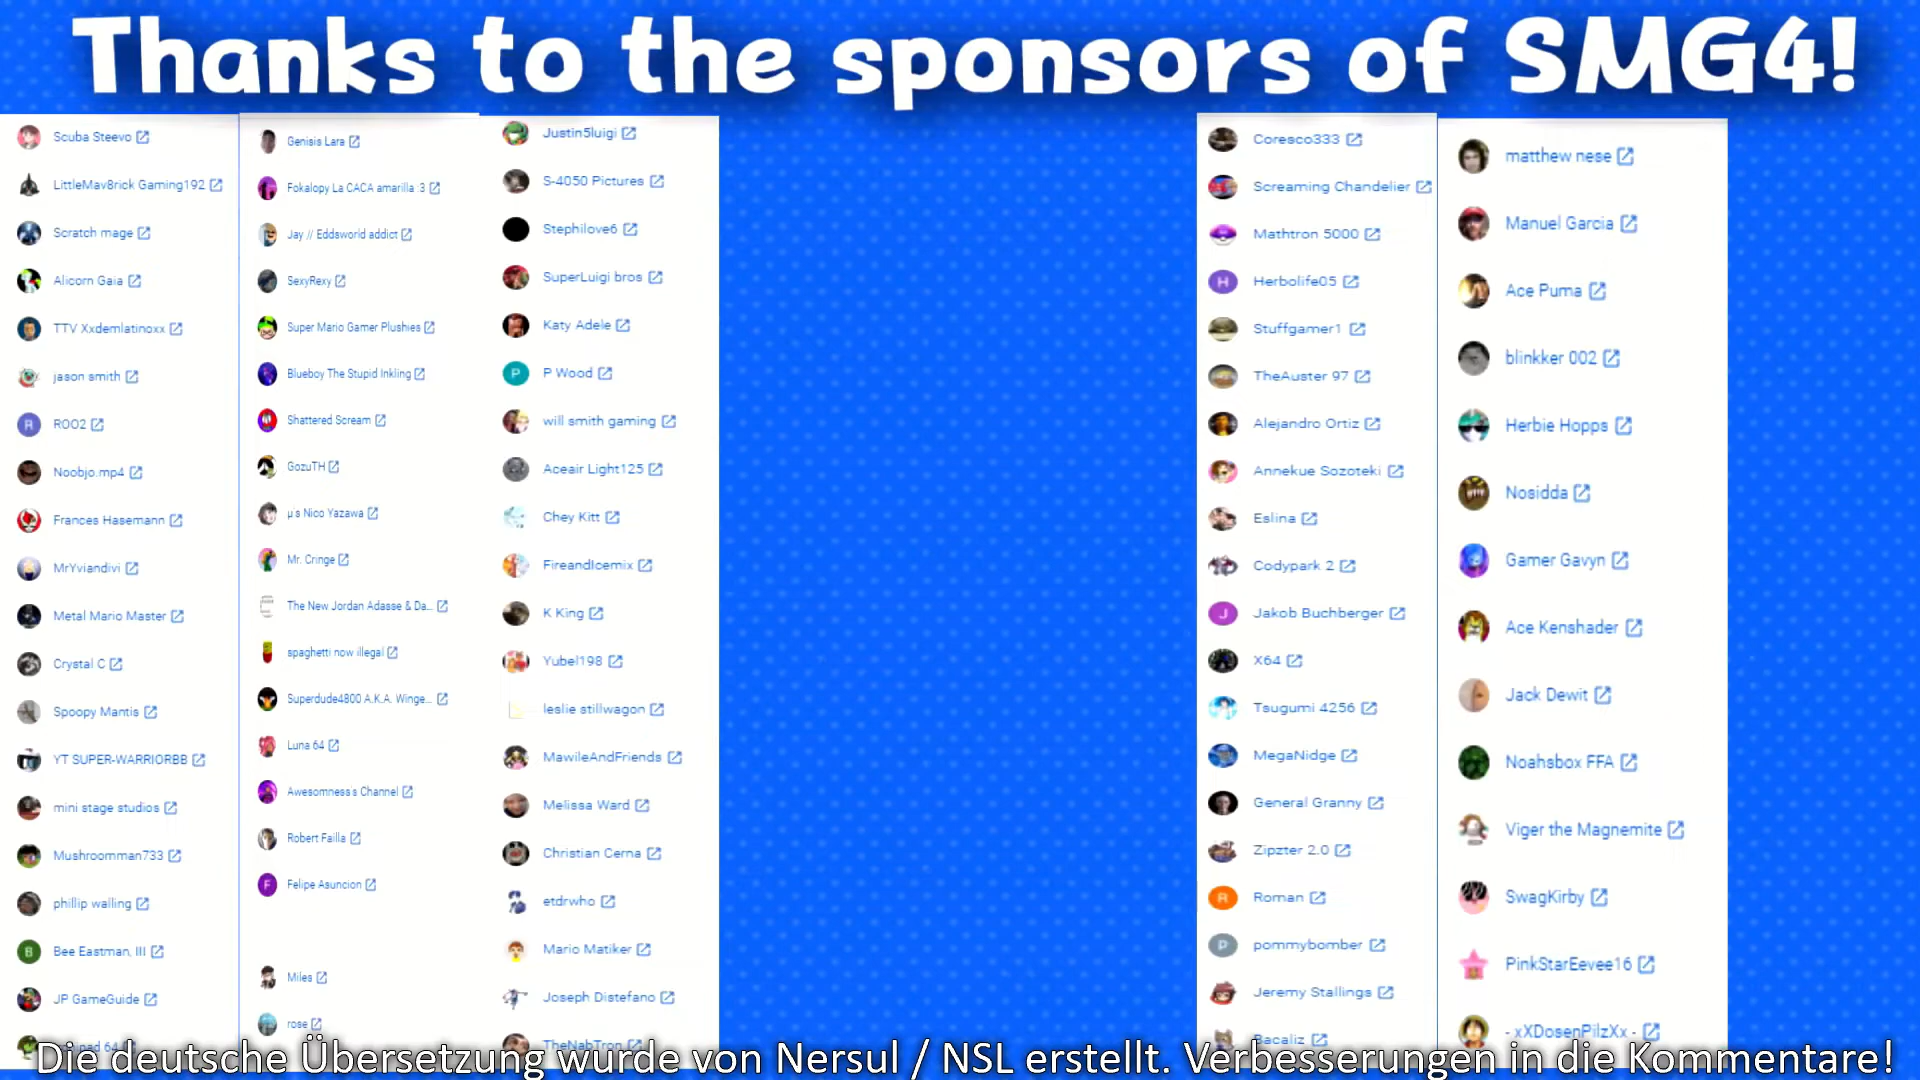 Thanks to the sponsors of SMG4!
Scuba Steevo
LittleMav8rick Gaming192
Scratch mage
Alicorn Gaia
TTV Xxdemlatinoxx
jason smith
ROO2
Noobjo.mp4
Frances Hasemann
MrYviandivi
Metal Mario Master
Crystal C
Spoopy Mantis
YT SUPER-WARRIORBB
mini stage studios
Mushroomman733
phillip walling
Bee Eastman, III
JP GameGuide
pad 64
Genisis Lara
Fokalopy La CACA amarilla :3
Jay // Eddsworld addict
SexyRexy
Super Mario Gamer Plushies
Blueboy The Stupid Inkling
Shattered Scream
GozuTH
μ's Nico Yazawa
Mr. Cringe
The New Jordan Adasse & Da...
spaghetti now illegal
Superdude4800 A.K.A. Winge...
Luna 64
Awesomness's Channel
Robert Failla
Felipe Asuncion
Miles
rose
Justin5luigi
S-4050 Pictures
Stephilove6
SuperLuigi bros
Katy Adele
P Wood
will smith gaming
Aceair Light125
Chey Kitt
FireandIcemix
K King
Yubel198
leslie stillwagon
MawileAndFriends
Melissa Ward
Christian Cerna
etdrwho
Mario Matiker
Joseph Distefano
TheNabTron
Coresco333
Screaming Chandelier
Mathtron 5000
Herbolife05
Stuffgamer1
TheAuster 97
Alejandro Ortiz
Annekue Sozoteki
Eslina
Codypark 2
Jakob Buchberger
X64
Tsugumi 4256
MegaNidge
General Granny
Zipzter 2.0
Roman
pommybomber
Jeremy Stallings
Bacaliz
matthew nese
Manuel Garcia
Ace Puma
blinkker 002
Herbie Hopps
Nosidda
Gamer Gavyn
Ace Kenshader
Jack Dewit
Noahsbox FFA
Viger the Magnemite
SwagKirby
PinkStarEevee16
- xXDosenPilzXx -
Die deutsche Übersetzung wurde von Nersul / NSL erstellt. Verbesserungen in die Kommentare!